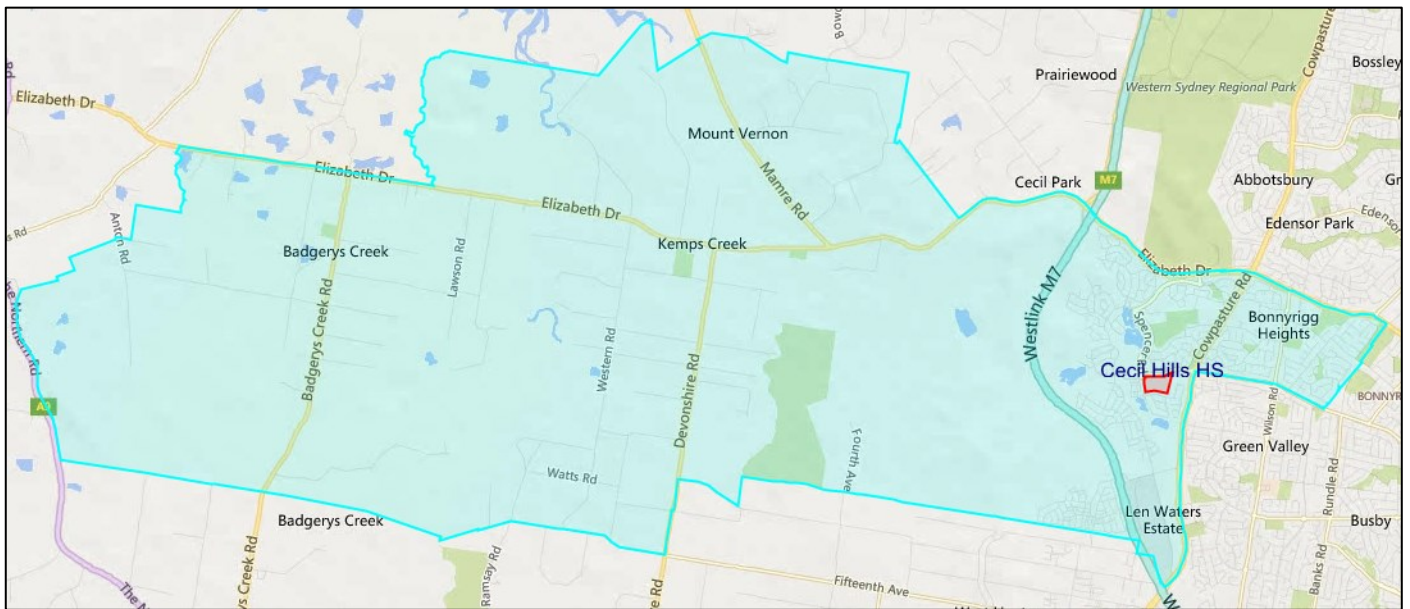 Prairiewood
Bossley
Western Sydney Regional Park
Cowpasture
Elizabeth Dr
Mount Vernon
Abbotsbury
Elizabeth Dr
Cecil Park
M7
Mamre Rd
Edensor Park
Edensor
Anton Rd
Elizabeth Dr
Badgerys Creek
Lawson Rd
Kemps Creek
Elizabeth Dr
Cowpasture Rd
Bonnyrigg
Heights
Badgerys Creek Rd
Western Rd
Devonshire Rd
Westlink M7
Cecil Hills HS
Wilson Rd
Fourth Ave
Green Valley
Watts Rd
Rundle Rd
Badgerys Creek
Len Waters
Estate
Busby
Ramsay Rd
Banks Rd
Fifteenth Ave